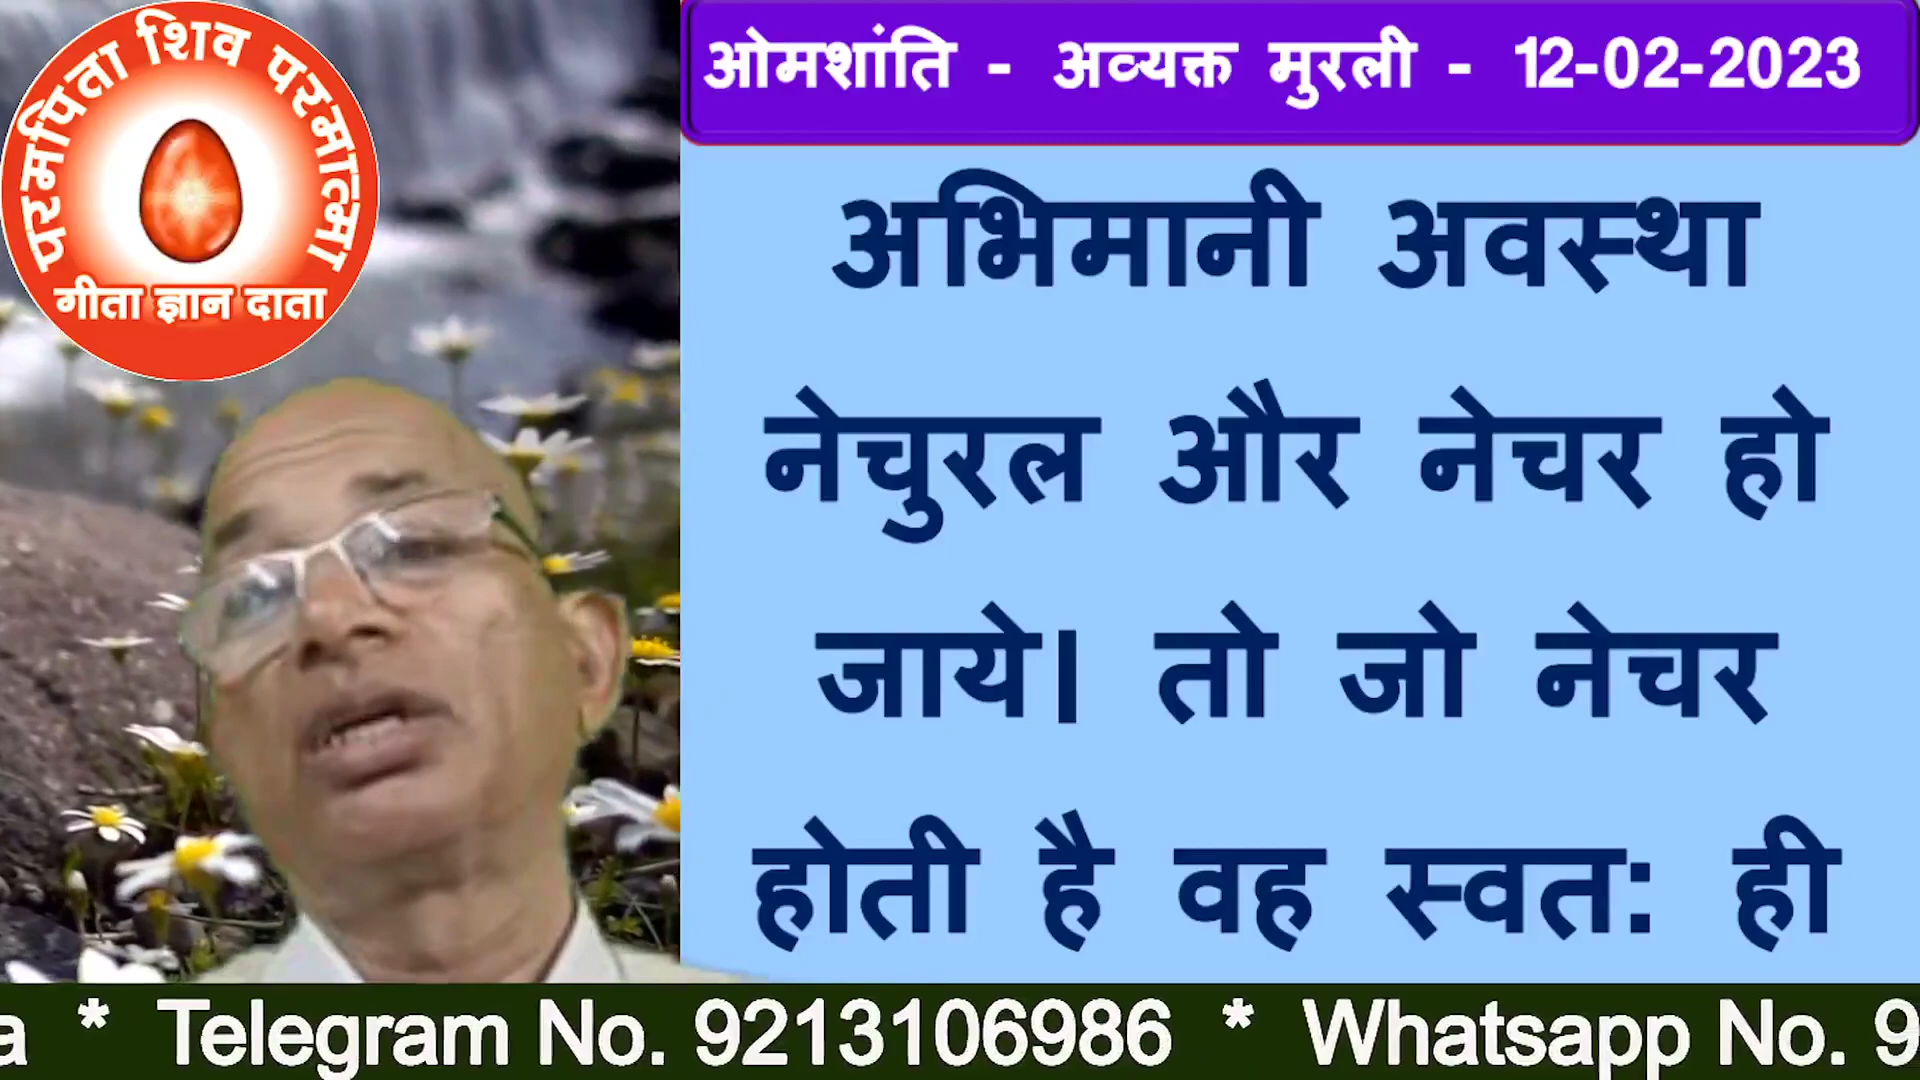 परमपिता शिव परमात्मा
गीता ज्ञान दाता
ओमशांति - अव्यक्त मुरली - 12-02-2023
अभिमानी अवस्था
नेचुरल और नेचर हो
जाये। तो जो नेचर
होती है वह स्वत: ही
a * Telegram No. 9213106986 * Whatsapp No. 9